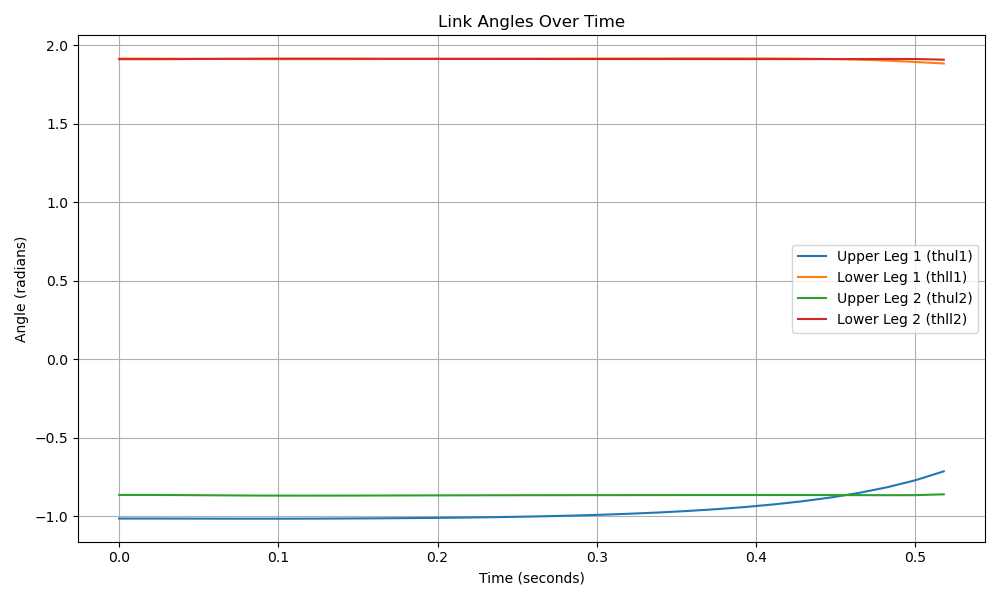 Link Angles Over Time
Angle (radians)
2.0
1.5
1.0
0.5
0.0
−0.5
−1.0
Upper Leg 1 (thul1)
Lower Leg 1 (thll1)
Upper Leg 2 (thul2)
Lower Leg 2 (thll2)
0.0 0.1 0.2 0.3 0.4 0.5
Time (seconds)